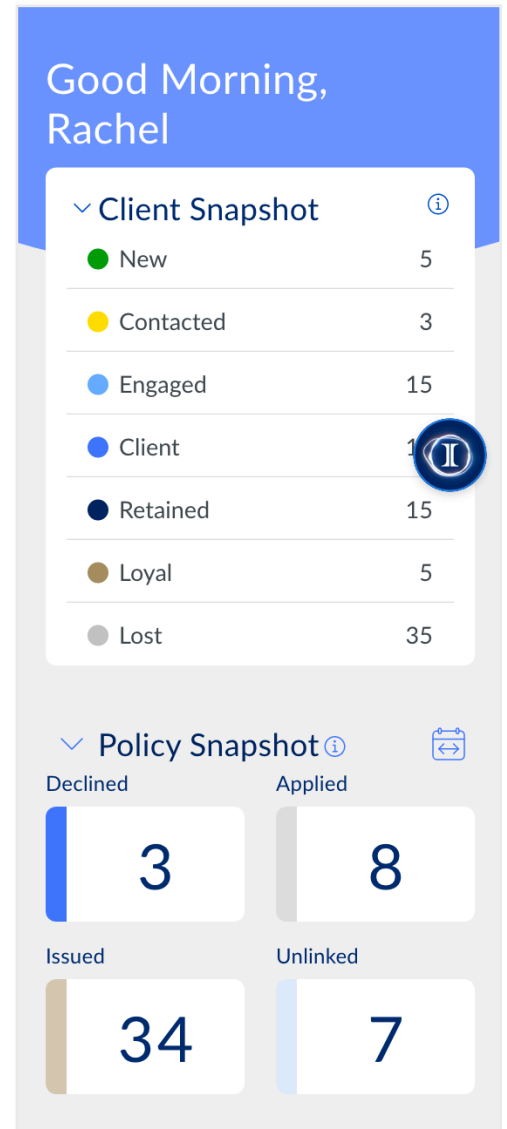 Good Morning,
Rachel
Client Snapshot
New 5
Contacted 3
Engaged 15
Client
Retained 15
Loyal 5
Lost 35
Policy Snapshot
Declined Applied
3 8
Issued Unlinked
34 7